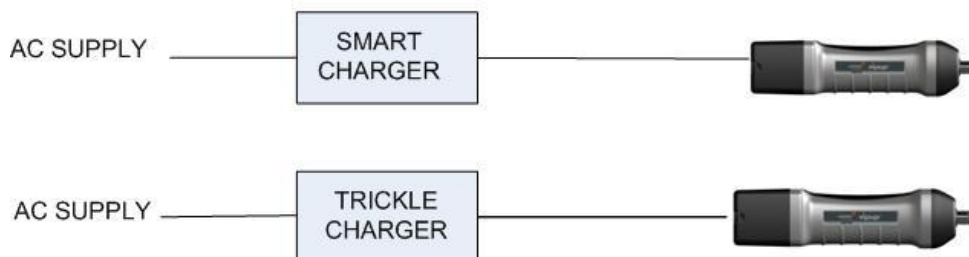 AC SUPPLY
SMART
CHARGER
AC SUPPLY
TRICKLE
CHARGER